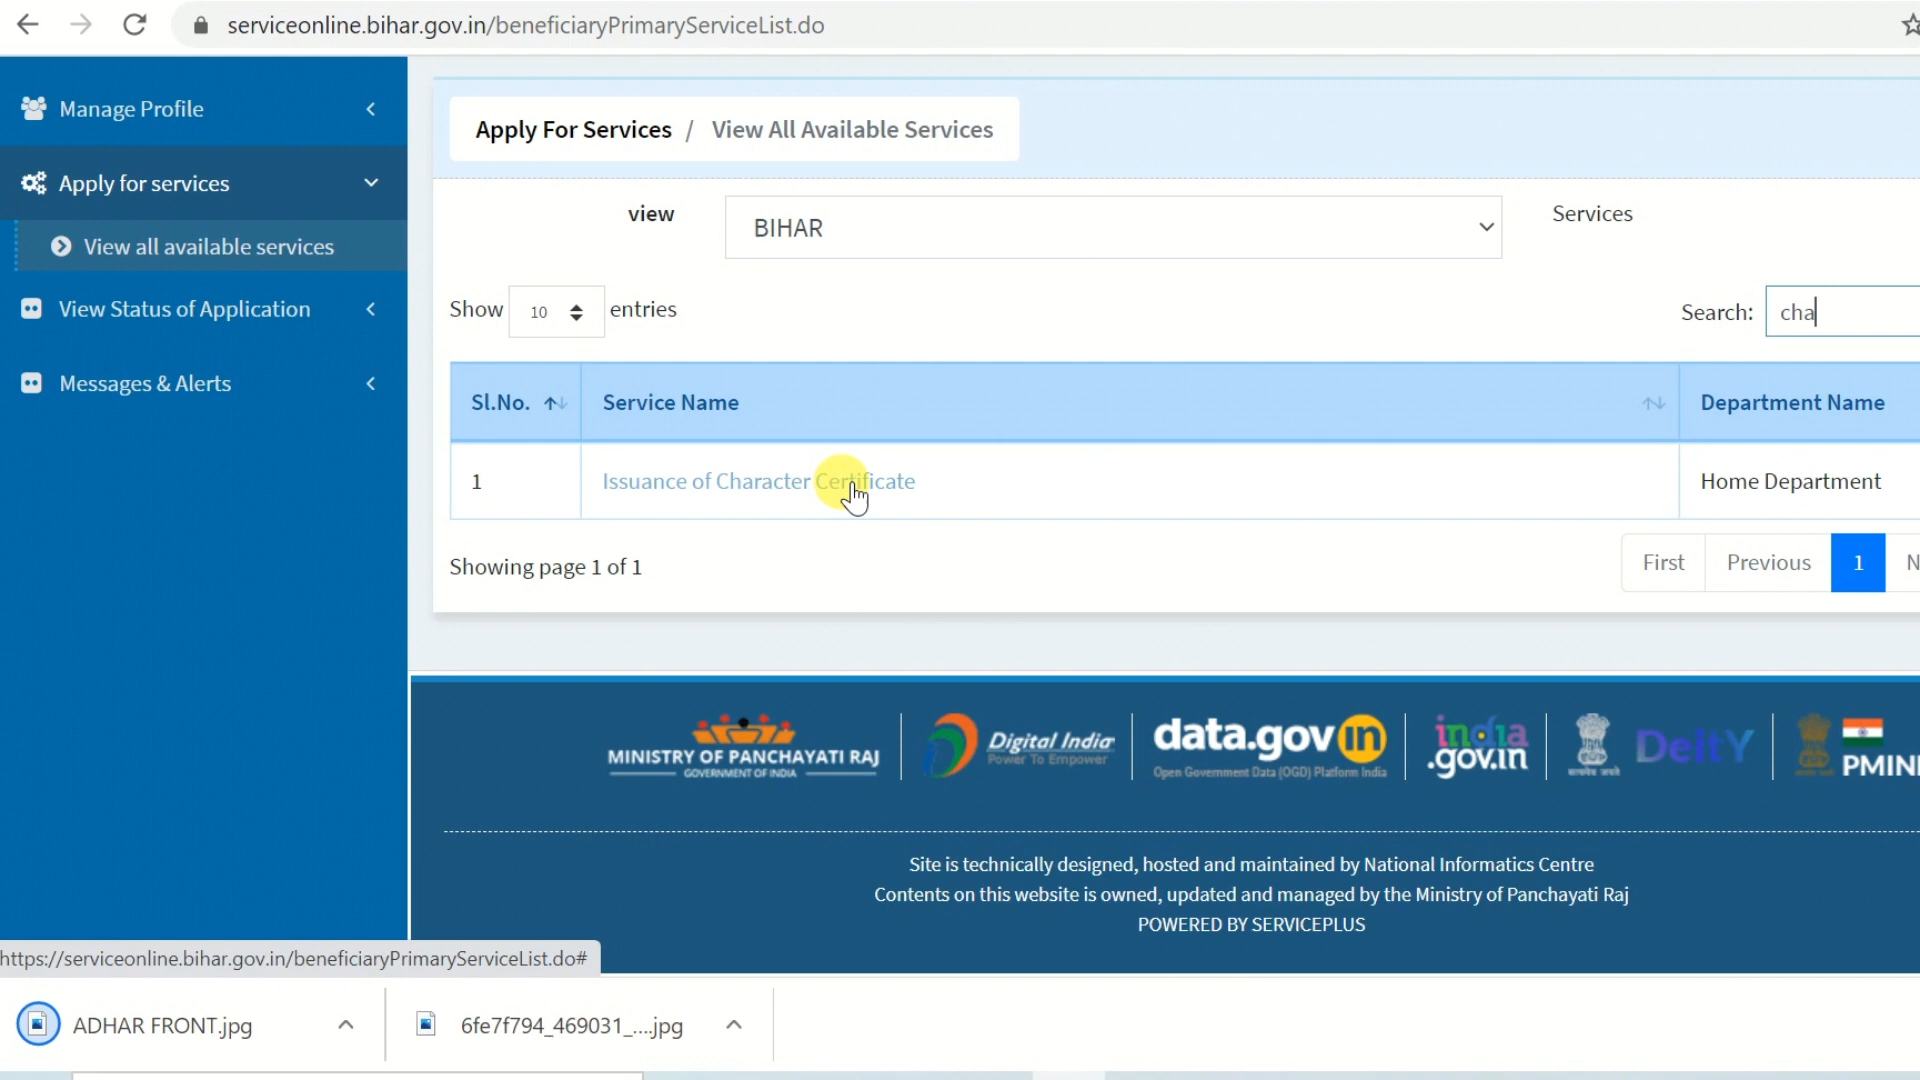 serviceonline.bihar.gov.in/beneficiaryPrimaryServiceList.do
Manage Profile
Apply for services
View all available services
View Status of Application
Messages & Alerts
Apply For Services / View All Available Services
view
BIHAR
Services
Show 10 entries
Search: cha
Sl.No. Service Name Department Name
1 Issuance of Character Certificate Home Department
Showing page 1 of 1
First Previous 1 N
MINISTRY OF PANCHAYATI RAJ
GOVERNMENT OF INDIA
Digital India
Power To Empower
data.gov in
Open Government Data (OGD) Platform India
india
.gov.in
सत्यमेव जयते
DeitY
PMIN
Site is technically designed, hosted and maintained by National Informatics Centre
Contents on this website is owned, updated and managed by the Ministry of Panchayati Raj
POWERED BY SERVICEPLUS
https://serviceonline.bihar.gov.in/beneficiaryPrimaryServiceList.do#
ADHAR FRONT.jpg
6fe7f794_469031_....jpg